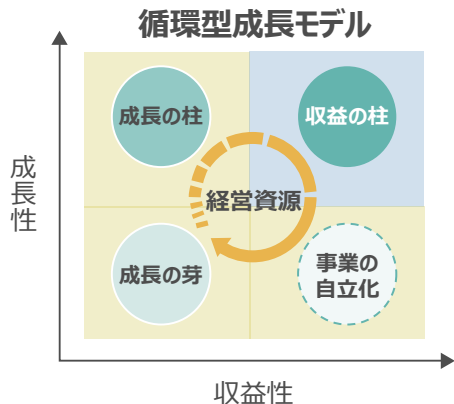 循環型成長モデル
成長の柱
収益の柱
成長性
経営資源
成長の芽
事業の
自立化
収益性